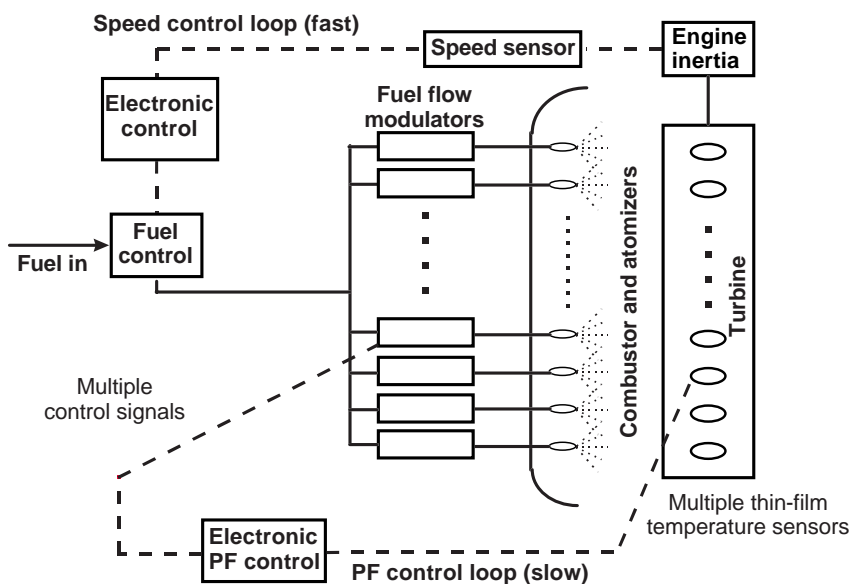 Speed control loop (fast)
Speed sensor
Engine
inertia
Electronic
control
Fuel flow
modulators
Fuel
control
Fuel in
Combustor and atomizers
Turbine
Multiple
control signals
Multiple thin-film
temperature sensors
Electronic
PF control
PF control loop (slow)